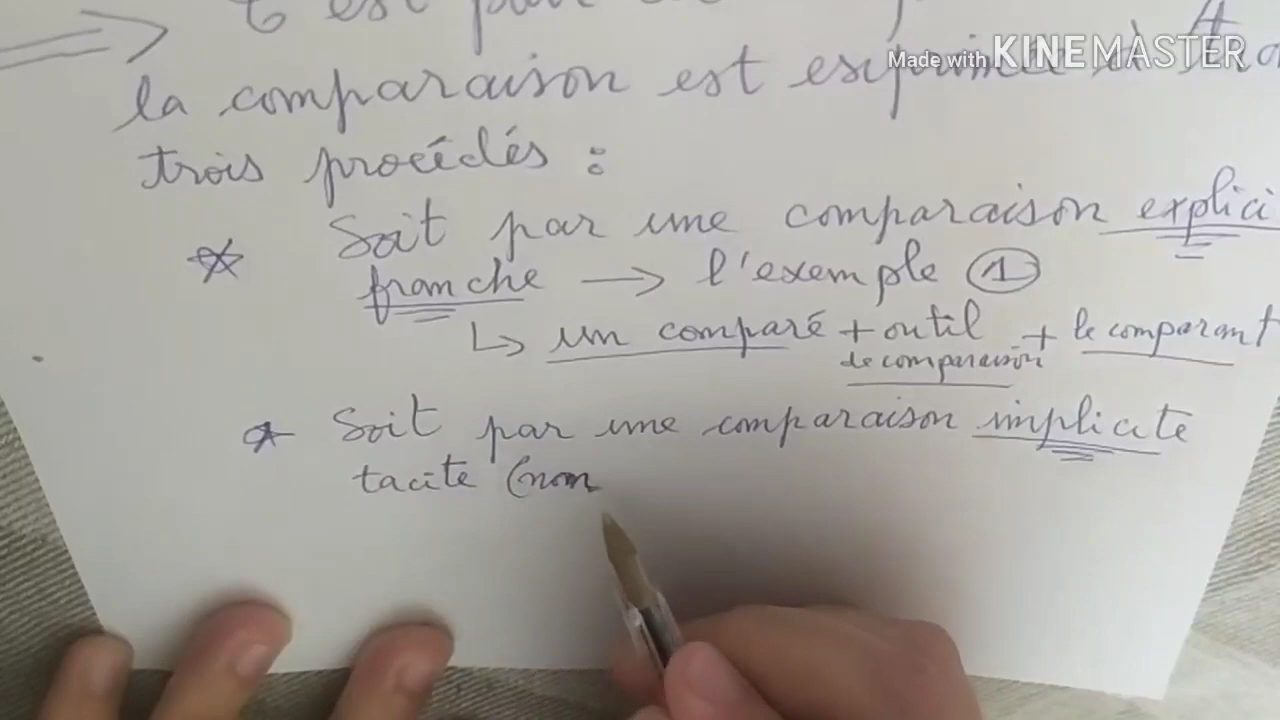 Made with KINEMASTER
la comparaison est exprimée
trois procédés :
Soit par une comparaison explici
franche → l'exemple ①
↳ un comparé + outil + le comparant
de comparaison
Soit par une comparaison implicite
tacite (non